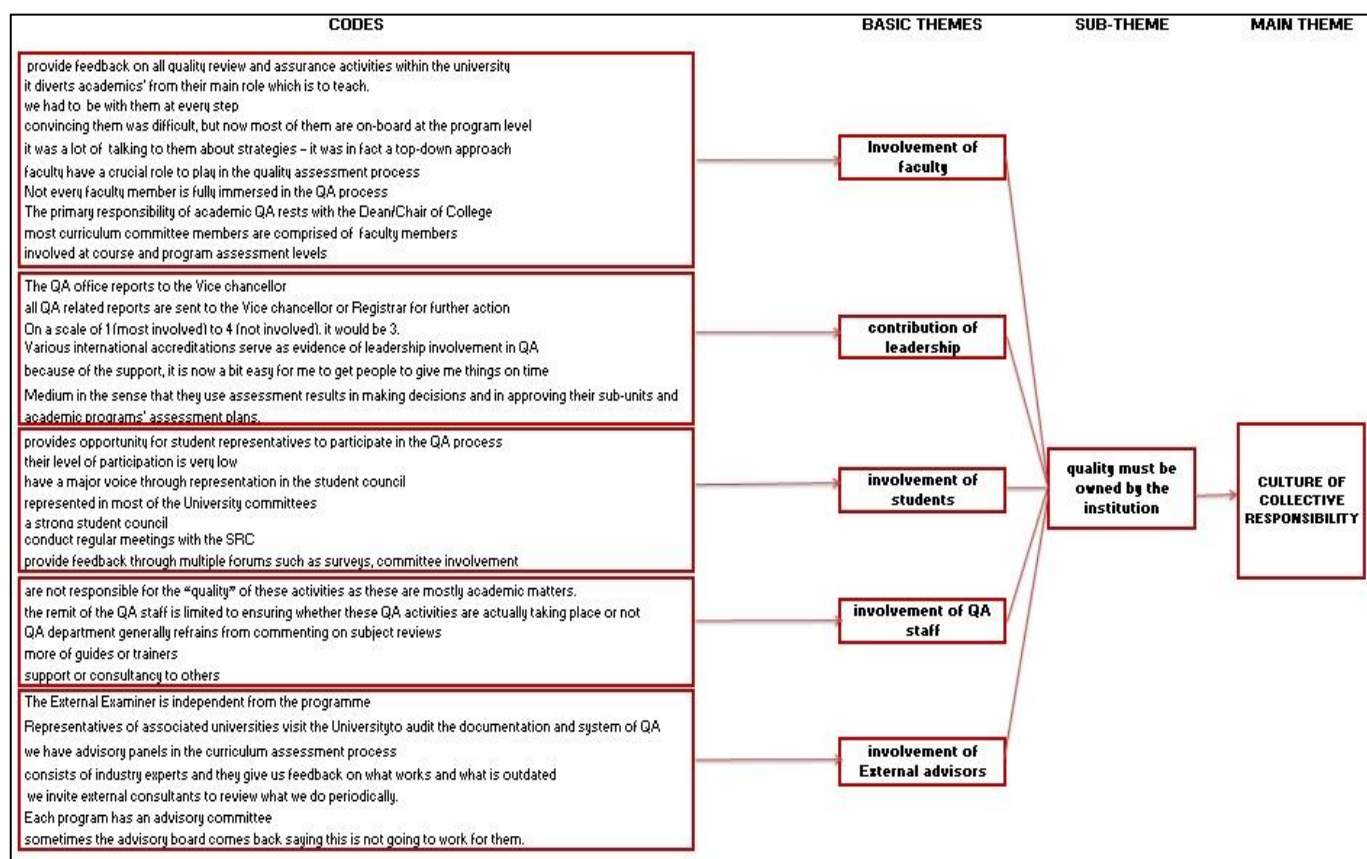 CODES BASIC THEMES SUB-THEME MAIN THEME
provide feedback on all quality review and assurance activities within the university
it diverts academics' from their main role which is to teach.
we had to be with them at every step
convincing them was difficult, but now most of them are on-board at the program level
it was a lot of talking to them about strategies – it was in fact a top-down approach
faculty have a crucial role to play in the quality assessment process
Not every faculty member is fully immersed in the QA process
The primary responsibility of academic QA rests with the Dean/Chair of College
most curriculum committee members are comprised of faculty members
involved at course and program assessment levels
Involvement of
faculty
The QA office reports to the Vice chancellor
all QA related reports are sent to the Vice chancellor or Registrar for further action
On a scale of 1 (most involved) to 4 (not involved), it would be 3.
Various international accreditations serve as evidence of leadership involvement in QA
because of the support, it is now a bit easy for me to get people to give me things on time
Medium in the sense that they use assessment results in making decisions and in approving their sub-units and
academic programs' assessment plans.
contribution of
leadership
provides opportunity for student representatives to participate in the QA process
their level of participation is very low
have a major voice through representation in the student council
represented in most of the University committees
a strong student council
conduct regular meetings with the SRC
provide feedback through multiple forums such as surveys, committee involvement
involvement of
students
are not responsible for the "quality" of these activities as these are mostly academic matters.
the remit of the QA staff is limited to ensuring whether these QA activities are actually taking place or not
QA department generally refrains from commenting on subject reviews
more of guides or trainers
support or consultancy to others
involvement of QA
staff
The External Examiner is independent from the programme
Representatives of associated universities visit the Universityto audit the documentation and system of QA
we have advisory panels in the curriculum assessment process
consists of industry experts and they give us feedback on what works and what is outdated
we invite external consultants to review what we do periodically.
Each program has an advisory committee
sometimes the advisory board comes back saying this is not going to work for them.
involvement of
External advisors
quality must be
owned by the
institution
CULTURE OF
COLLECTIVE
RESPONSIBILITY